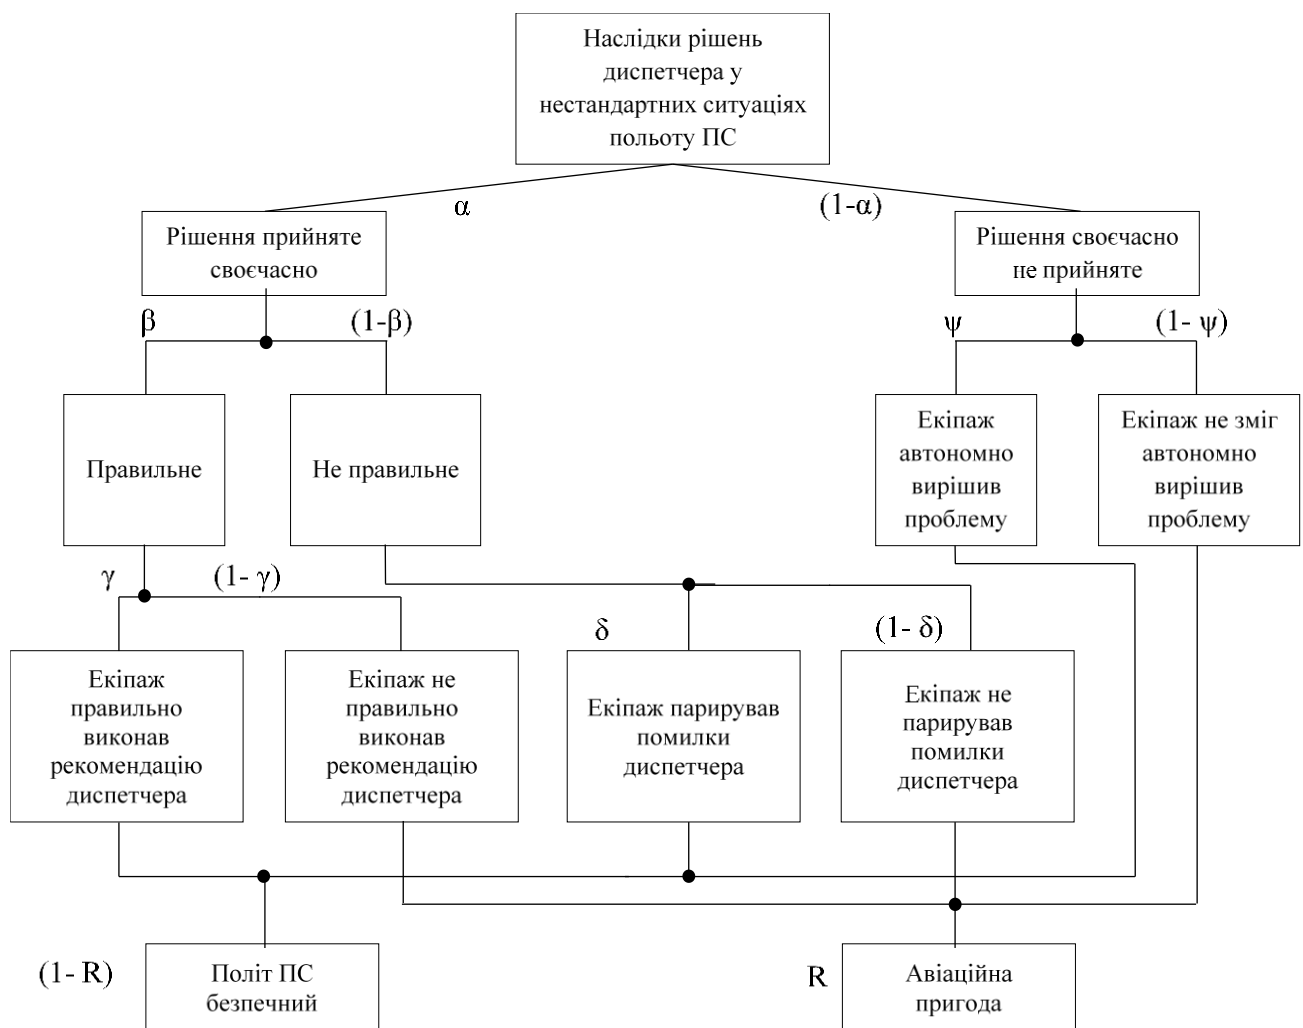 Наслідки рішень
диспетчера у
нестандартних ситуаціях
польоту ПС
α
(1-α)
Рішення прийняте
своєчасно
Рішення своєчасно
не прийняте
β
(1-β)
ψ
(1- ψ)
Правильне
Не правильне
Екіпаж
автономно
вирішив
проблему
Екіпаж не зміг
автономно
вирішив
проблему
γ
(1- γ)
δ
(1- δ)
Екіпаж
правильно
виконав
рекомендацію
диспетчера
Екіпаж не
правильно
виконав
рекомендацію
диспетчера
Екіпаж парирував
помилки
диспетчера
Екіпаж не
парирував
помилки
диспетчера
(1- R)
Політ ПС
безпечний
R
Авіаційна
пригода